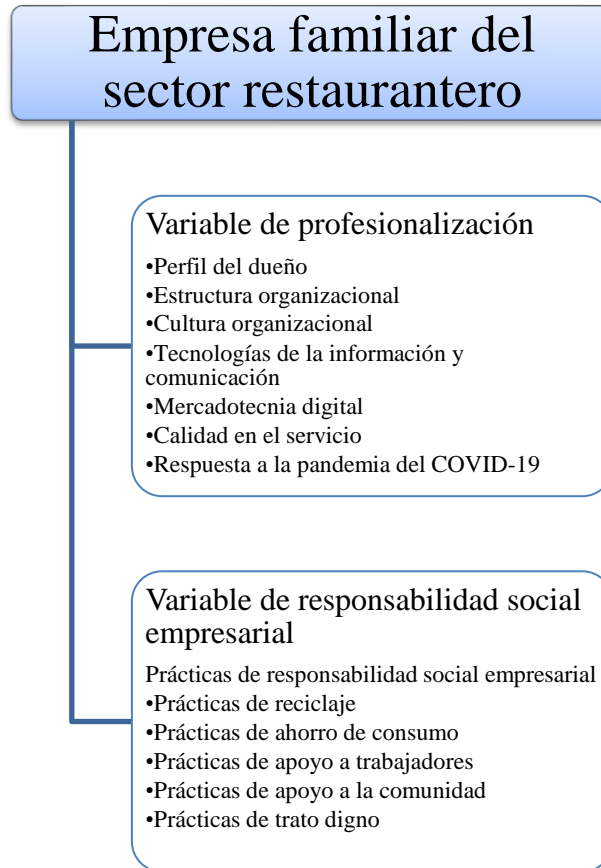 Empresa familiar del
sector restaurantero
Variable de profesionalización
•Perfil del dueño
•Estructura organizacional
•Cultura organizacional
•Tecnologías de la información y
comunicación
•Mercadotecnia digital
•Calidad en el servicio
•Respuesta a la pandemia del COVID-19
Variable de responsabilidad social
empresarial
Prácticas de responsabilidad social empresarial
•Prácticas de reciclaje
•Prácticas de ahorro de consumo
•Prácticas de apoyo a trabajadores
•Prácticas de apoyo a la comunidad
•Prácticas de trato digno